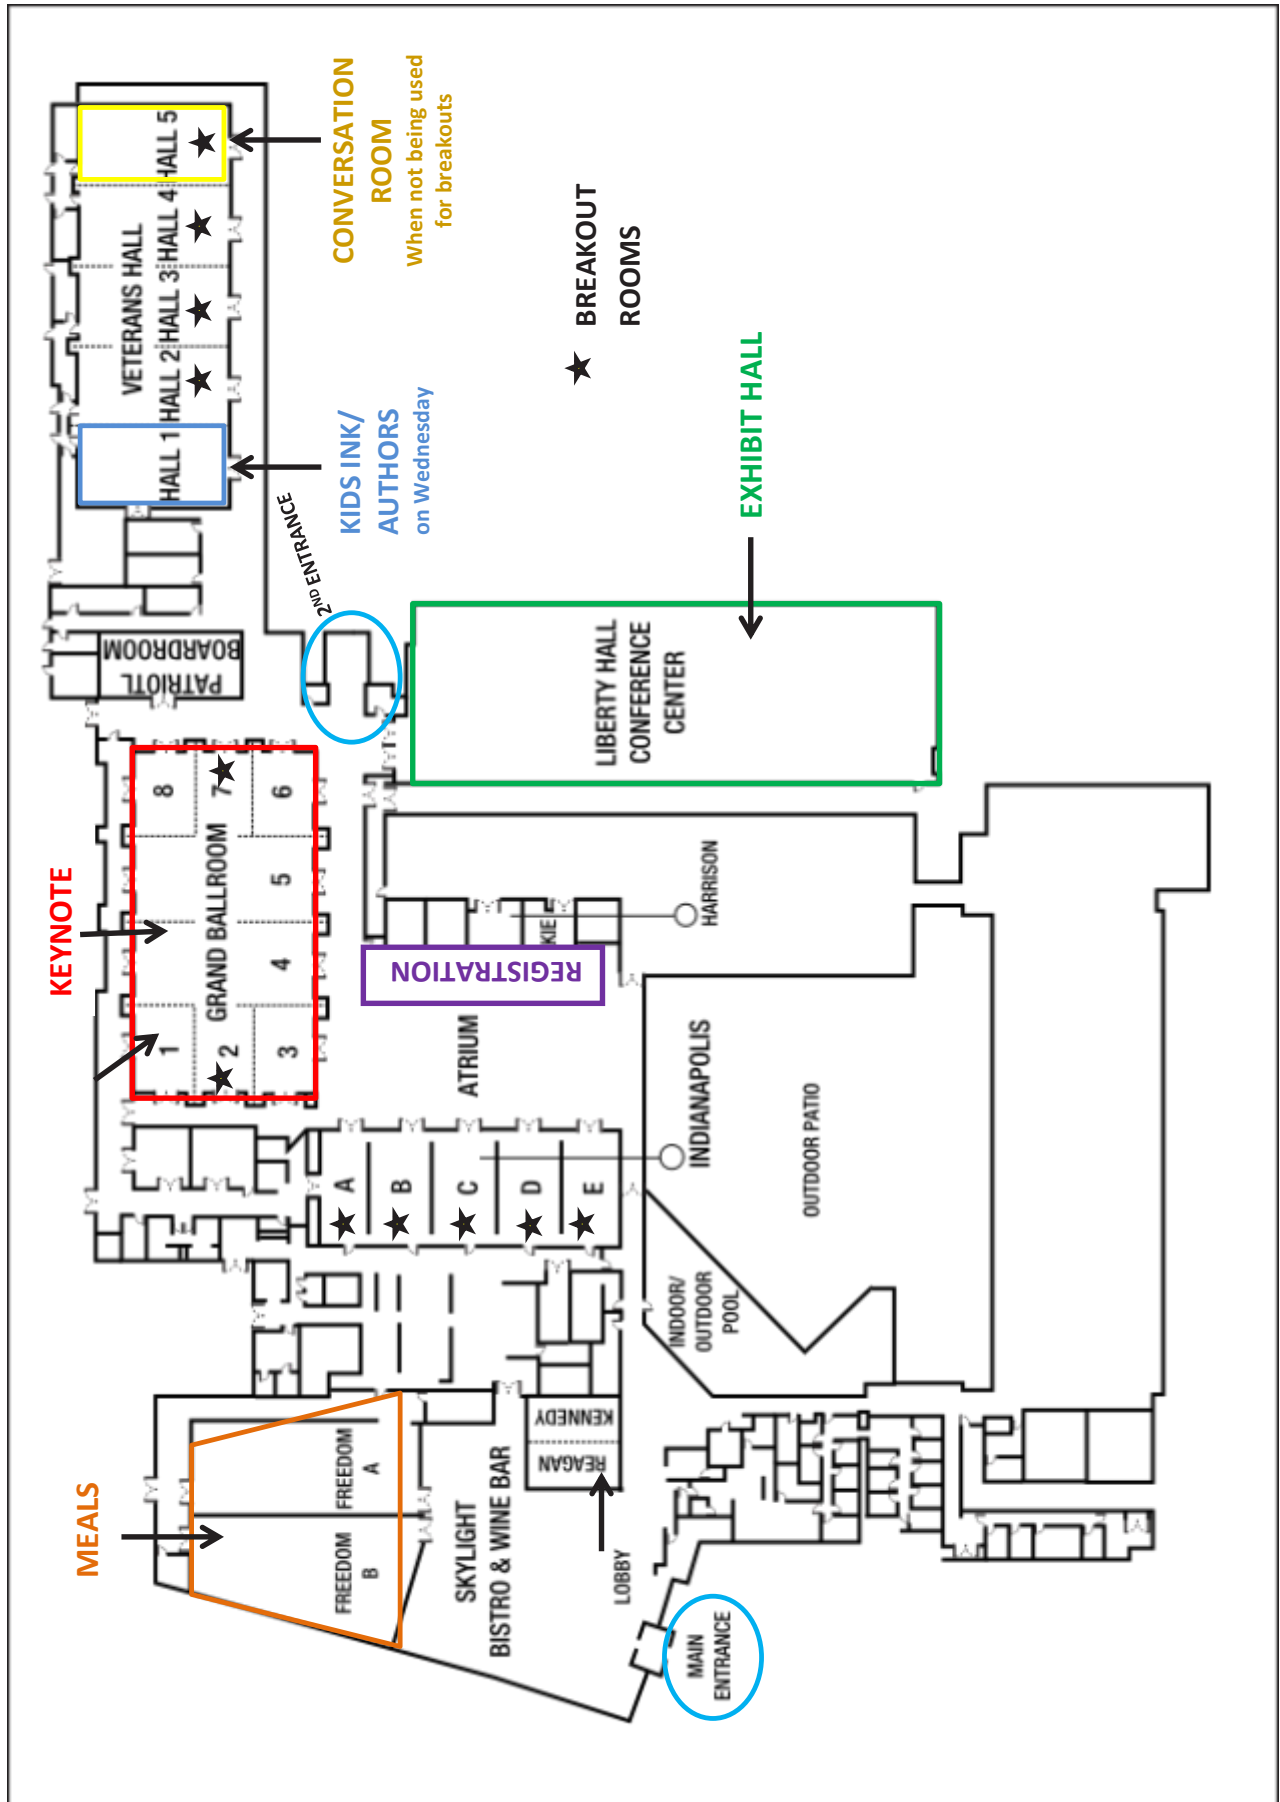 MEALS
KEYNOTE
FREEDOM
B
FREEDOM
A
SKYLIGHT
BISTRO & WINE BAR
REAGAN
KENNEDY
LOBBY
MAIN
ENTRANCE
INDOOR/
OUTDOOR
POOL
OUTDOOR PATIO
A
B
C
D
E
INDIANAPOLIS
ATRIUM
REGISTRATION
KIE
HARRISON
GRAND BALLROOM
1
2
3
4
5
6
7
8
PATRIOTL
BOARDROOM
2ND ENTRANCE
LIBERTY HALL
CONFERENCE
CENTER
EXHIBIT HALL
VETERANS HALL
HALL 1
HALL 2
HALL 3
HALL 4
HALL 5
KIDS INK/
AUTHORS
on Wednesday
CONVERSATION
ROOM
When not being used
for breakouts
BREAKOUT
ROOMS